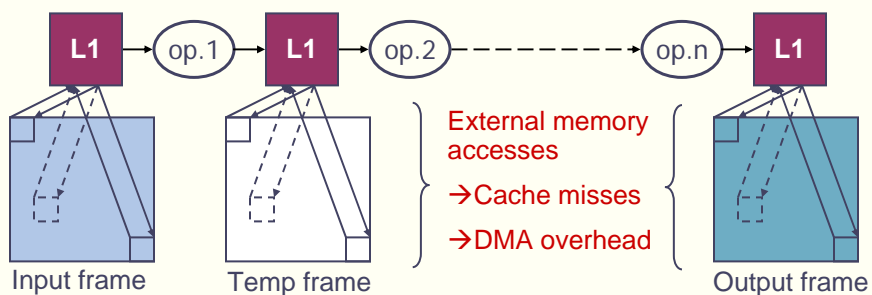 L1
op.1
L1
op.2
op.n
L1
External memory
accesses
→Cache misses
→DMA overhead
Input frame
Temp frame
Output frame